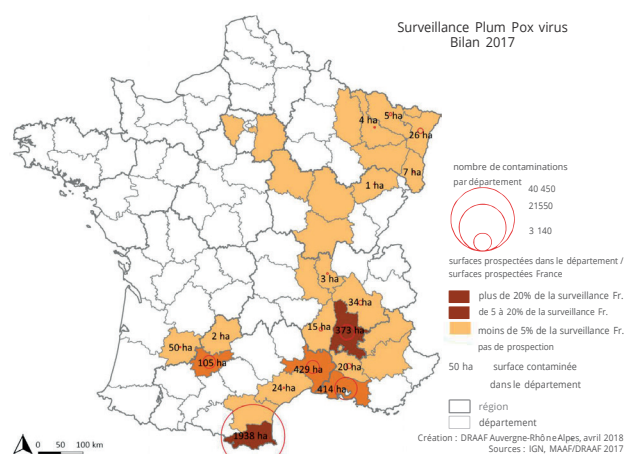 Surveillance Plum Pox virus
Bilan 2017
4 ha
5 ha
26 ha
7 ha
1 ha
3 ha
34 ha
15 ha
373 ha
2 ha
50 ha
105 ha
429 ha
20 ha
24 ha
414 ha
1938 ha
nombre de contaminations
par département
40 450
21550
3 140
surfaces prospectées dans le département /
surfaces prospectées France
plus de 20% de la surveillance Fr.
de 5 à 20% de la surveillance Fr.
moins de 5% de la surveillance Fr.
pas de prospection
50 ha surface contaminée
dans le département
région
département
0 50 100 km
Création : DRAAF Auvergne-RhôneAlpes, avril 2018
Sources : IGN, MAAF/DRAAF 2017